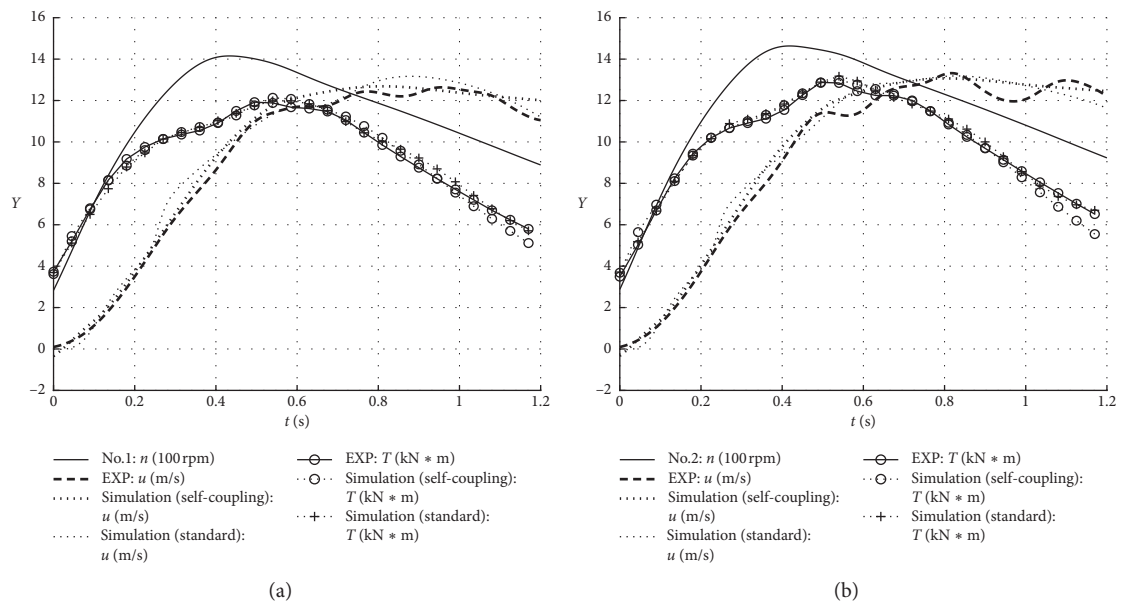 16
14
12
10
8
Y
6
4
2
0
–2
0 0.2 0.4 0.6 0.8 1 1.2
t (s)
No.1: n (100 rpm)
EXP: u (m/s)
Simulation (self-coupling):
u (m/s)
Simulation (standard):
u (m/s)
EXP: T (kN ∗ m)
Simulation (self-coupling):
T (kN ∗ m)
Simulation (standard):
T (kN ∗ m)
(a)
16
14
12
10
8
Y
6
4
2
0
–2
0 0.2 0.4 0.6 0.8 1 1.2
t (s)
No.2: n (100 rpm)
EXP: u (m/s)
Simulation (self-coupling):
u (m/s)
Simulation (standard):
u (m/s)
EXP: T (kN ∗ m)
Simulation (self-coupling):
T (kN ∗ m)
Simulation (standard):
T (kN ∗ m)
(b)